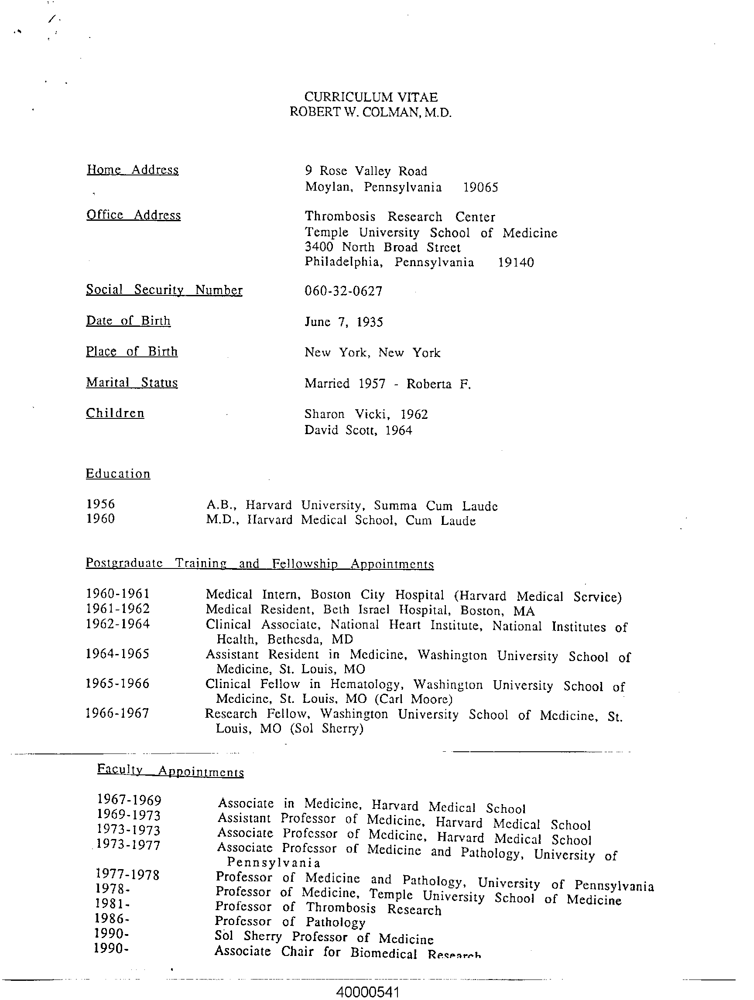 CURRICULUM VITAE
ROBERT W. COLMAN, M.D.
Home Address 9 Rose Valley Road
Moylan, Pennsylvania 19065
Office Address Thrombosis Research Center
Temple University School of Medicine
3400 North Broad Street
Philadelphia, Pennsylvania 19140
Social Security Number 060-32-0627
Date of Birth June 7, 1935
Place of Birth New York, New York
Marital Status Married 1957 - Roberta F.
Children Sharon Vicki, 1962
David Scott, 1964
Education
1956 A.B., Harvard University, Summa Cum Laude
1960 M.D., Harvard Medical School, Cum Laude
Postgraduate Training and Fellowship Appointments
1960-1961 Medical Intern, Boston City Hospital (Harvard Medical Service)
1961-1962 Medical Resident, Beth Israel Hospital, Boston, MA
1962-1964 Clinical Associate, National Heart Institute, National Institutes of
Health, Bethesda, MD
1964-1965 Assistant Resident in Medicine, Washington University School of
Medicine, St. Louis, MO
1965-1966 Clinical Fellow in Hematology, Washington University School of
Medicine, St. Louis, MO (Carl Moore)
1966-1967 Research Fellow, Washington University School of Medicine, St.
Louis, MO (Sol Sherry)
Faculty Appointments
1967-1969 Associate in Medicine, Harvard Medical School
1969-1973 Assistant Professor of Medicine, Harvard Medical School
1973-1973 Associate Professor of Medicine, Harvard Medical School
1973-1977 Associate Professor of Medicine and Pathology, University of
Pennsylvania
1977-1978 Professor of Medicine and Pathology, University of Pennsylvania
1978- Professor of Medicine, Temple University School of Medicine
1981- Professor of Thrombosis Research
1986- Professor of Pathology
1990- Sol Sherry Professor of Medicine
1990- Associate Chair for Biomedical Research
40000541